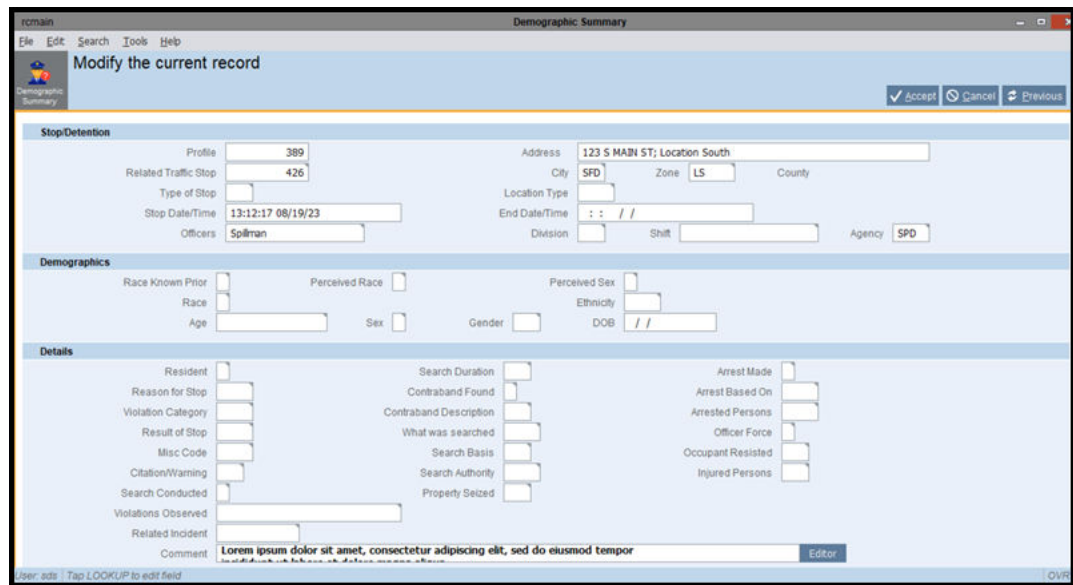 rcmain Demographic Summary
File Edit Search Tools Help
Modify the current record
Demographic
Summary
Accept Cancel Previous
Stop/Detention
Profile 389 Address 123 S MAIN ST; Location South
Related Traffic Stop 426 City SFD Zone LS County
Type of Stop Location Type
Stop Date/Time 13:12:17 08/19/23 End Date/Time : : / /
Officers Spillman Division Shift Agency SPD
Demographics
Race Known Prior Perceived Race Perceived Sex
Race Ethnicity
Age Sex Gender DOB / /
Details
Resident Search Duration Arrest Made
Reason for Stop Contraband Found Arrest Based On
Violation Category Contraband Description Arrested Persons
Result of Stop What was searched Officer Force
Misc Code Search Basis Occupant Resisted
Citation/Warning Search Authority Injured Persons
Search Conducted Property Seized
Violations Observed
Related Incident
Comment Lorem ipsum dolor sit amet, consectetur adipiscing elit, sed do eiusmod tempor Editor
User: sds Tap LOOKUP to edit field OVR